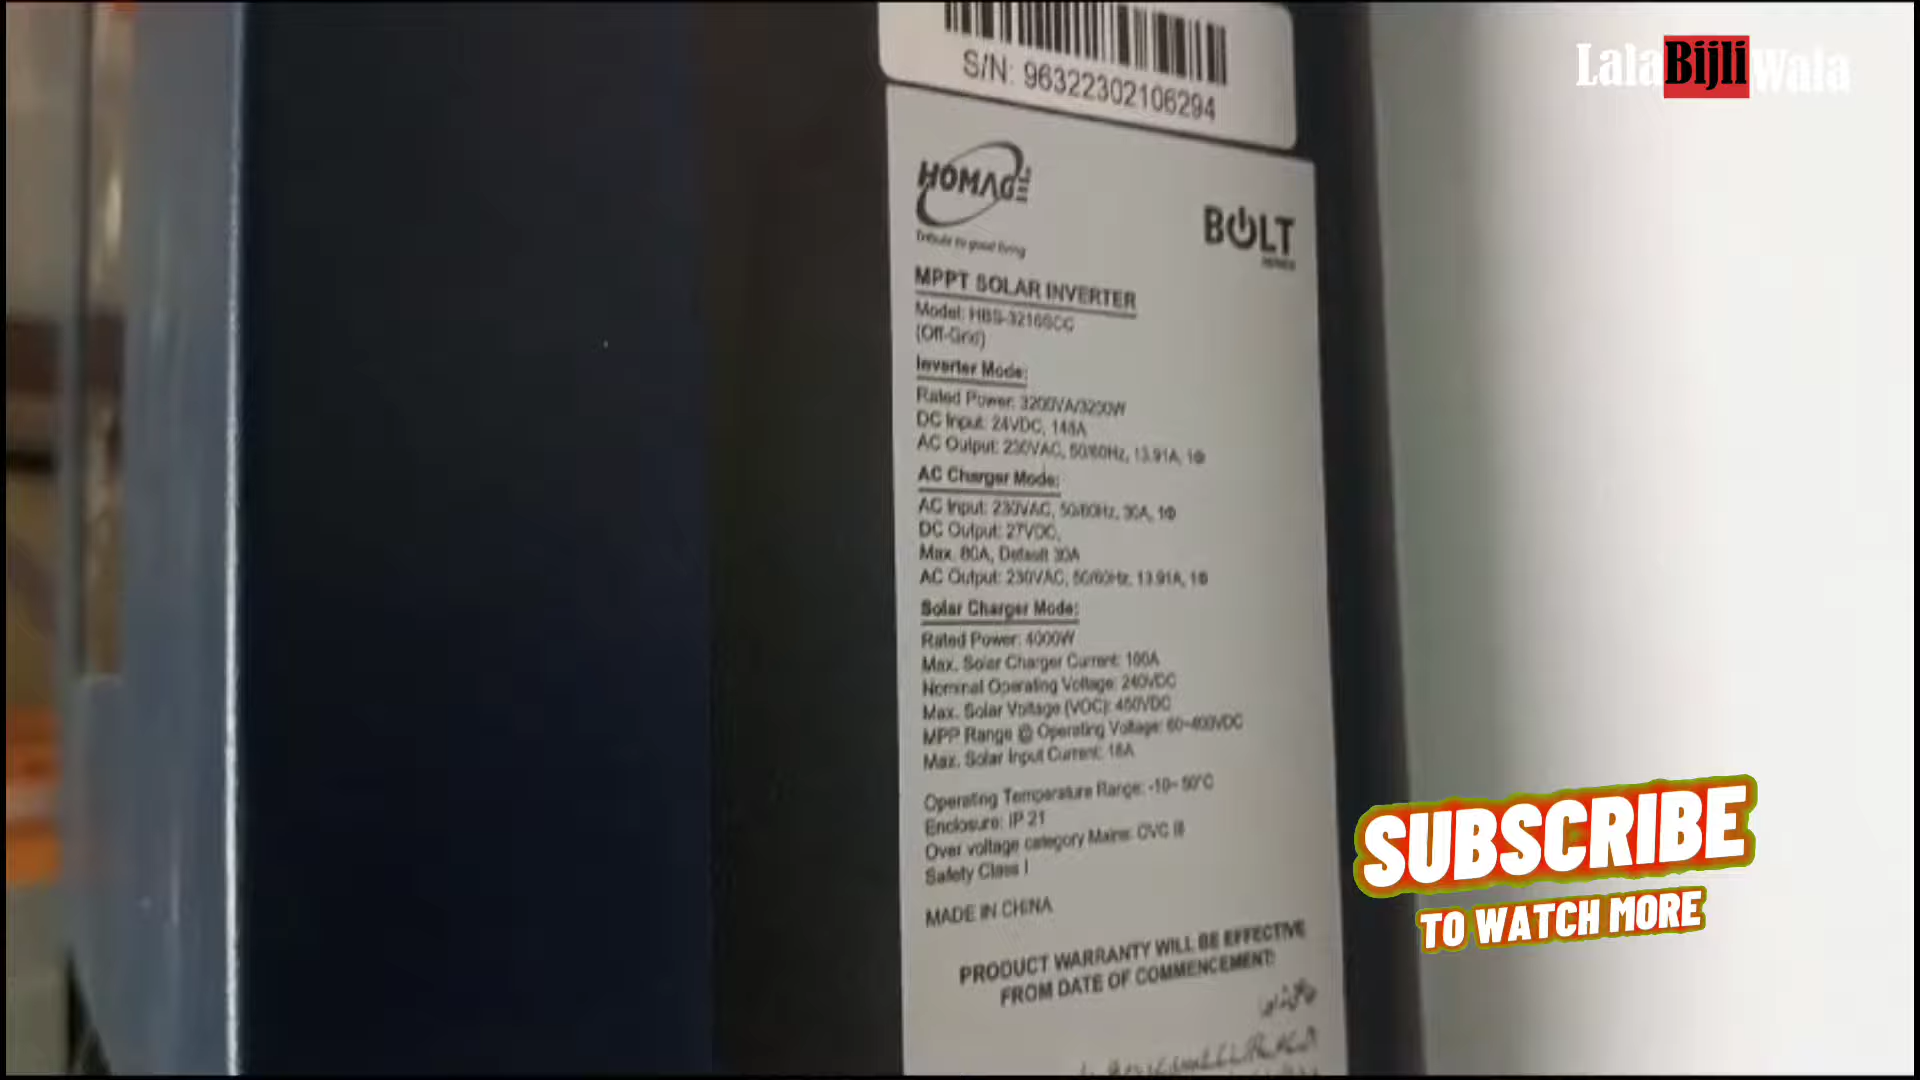 LalaBijliWala
S/N: 96322302106294
HOMAGE
Tribute to good living
BOLT
SERIES
MPPT SOLAR INVERTER
Model: HBS-3216SCC
(Off-Grid)
Inverter Mode:
Rated Power: 3200VA/3200W
DC Input: 24VDC, 148A
AC Output: 230VAC, 50/60Hz, 13.91A, 1Φ
AC Charger Mode:
AC Input: 230VAC, 50/60Hz, 30A, 1Φ
DC Output: 27VDC,
Max. 80A, Default 30A
AC Output: 230VAC, 50/60Hz, 13.91A, 1Φ
Solar Charger Mode:
Rated Power: 4000W
Max. Solar Charger Current: 100A
Nominal Operating Voltage: 240VDC
Max. Solar Voltage (VOC): 450VDC
MPP Range @ Operating Voltage: 60~400VDC
Max. Solar Input Current: 18A
Operating Temperature Range: -10~ 50°C
Enclosure: IP 21
Over voltage category Mains: OVC III
Safety Class I
MADE IN CHINA
PRODUCT WARRANTY WILL BE EFFECTIVE
FROM DATE OF COMMENCEMENT:
SUBSCRIBE
TO WATCH MORE